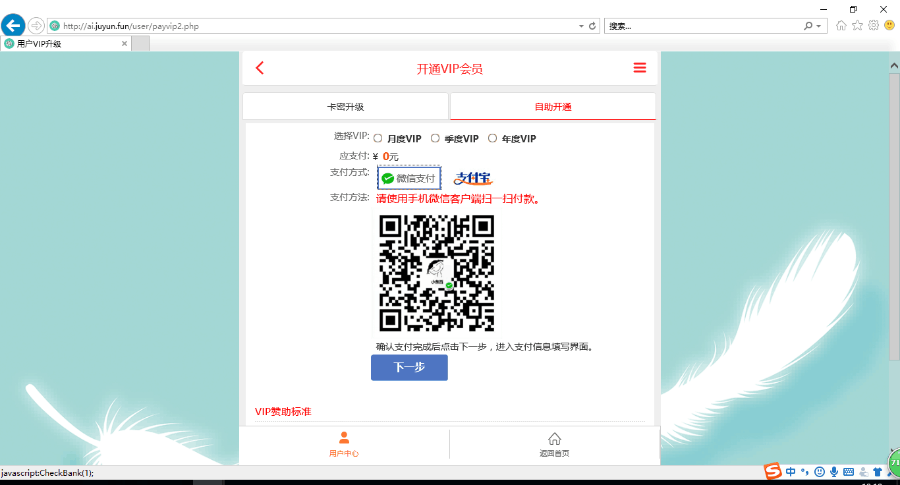 http://ai.juyun.fun/user/payvip2.php
搜索...
用户VIP升级
开通VIP会员
卡密升级
自助开通
选择VIP: 月度VIP 季度VIP 年度VIP
应支付: ¥ 0元
支付方式: 微信支付 支付宝
支付方法: 请使用手机微信客户端扫一扫付款。
确认支付完成后点击下一步，进入支付信息填写界面。
下一步
VIP赞助标准
用户中心
返回首页
javascript:CheckBank(1);
中
71